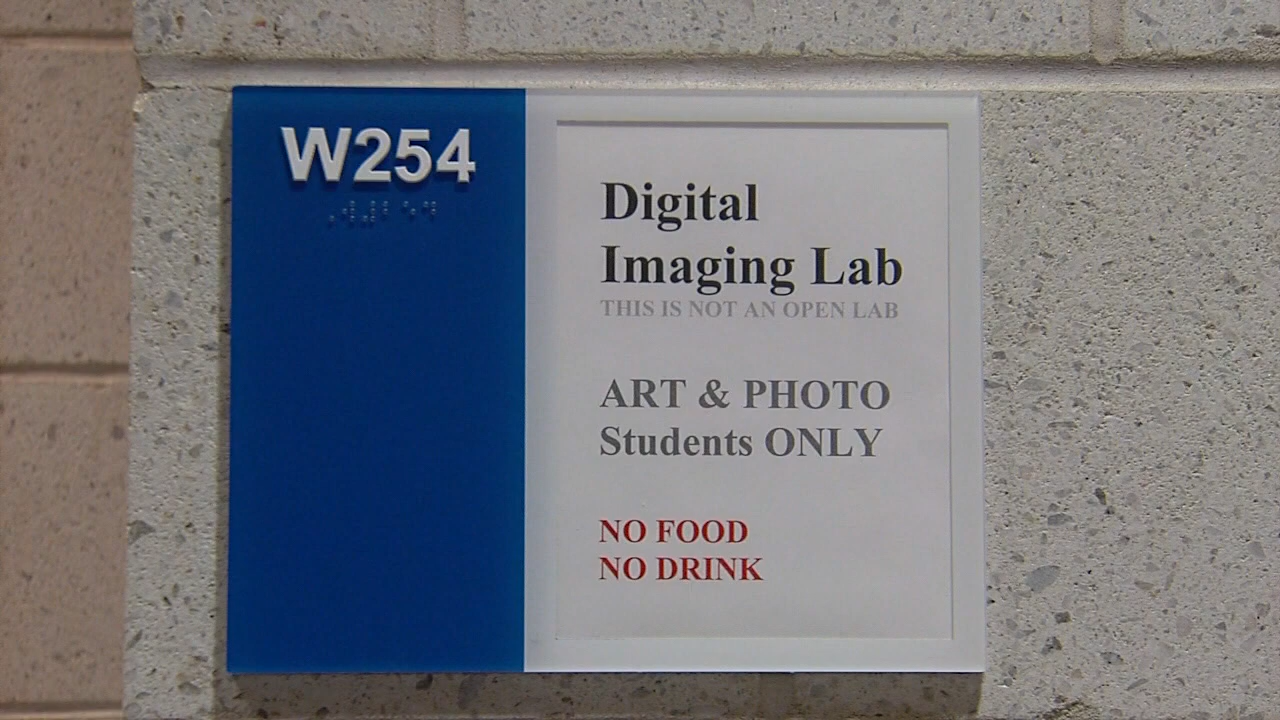 W254
Digital
Imaging Lab
THIS IS NOT AN OPEN LAB
ART & PHOTO
Students ONLY
NO FOOD
NO DRINK